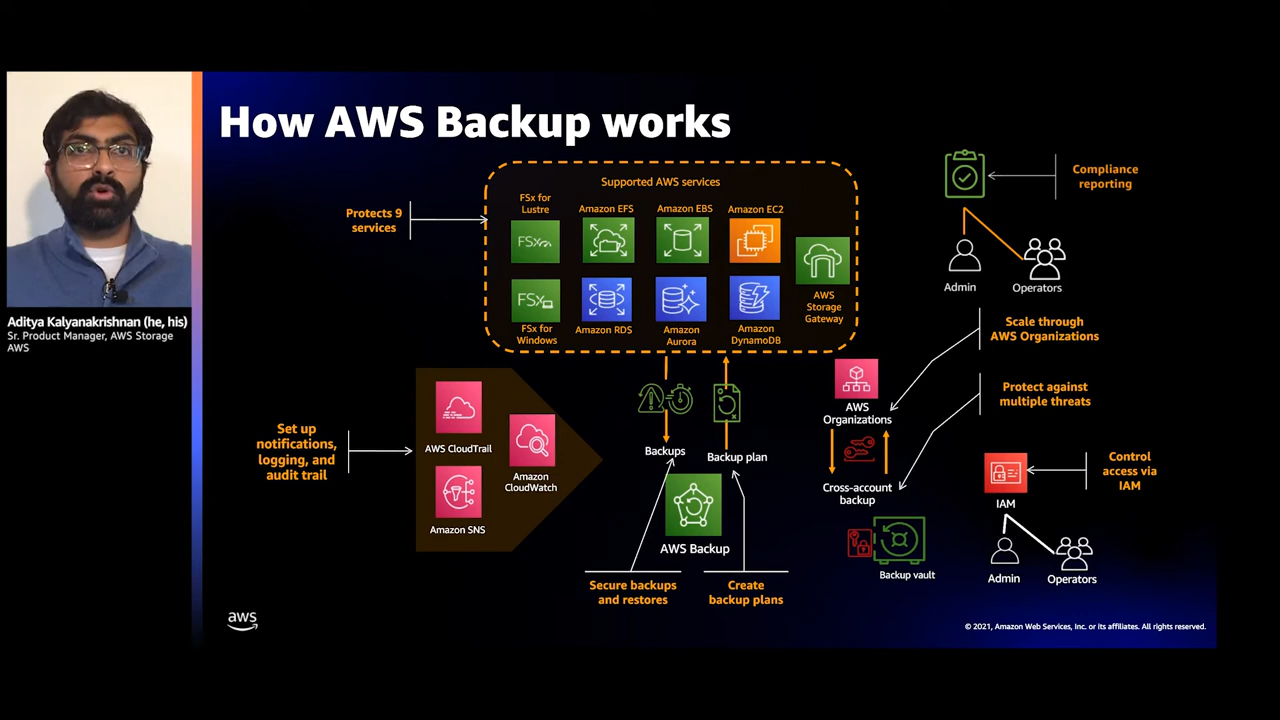 How AWS Backup works
Aditya Kalyanakrishnan (he, his)
Sr. Product Manager, AWS Storage
AWS
Protects 9
services
Supported AWS services
FSx for
Lustre
Amazon EFS
Amazon EBS
Amazon EC2
FSx
FSx
FSx for
Windows
Amazon RDS
Amazon
Aurora
Amazon
DynamoDB
AWS
Storage
Gateway
Compliance
reporting
Admin
Operators
Scale through
AWS Organizations
Protect against
multiple threats
Set up
notifications,
logging, and
audit trail
AWS CloudTrail
Amazon
CloudWatch
Amazon SNS
Backups
Backup plan
AWS Backup
Secure backups
and restores
Create
backup plans
AWS
Organizations
Cross-account
backup
Backup vault
Control
access via
IAM
IAM
Admin
Operators
aws
© 2021, Amazon Web Services, Inc. or its affiliates. All rights reserved.